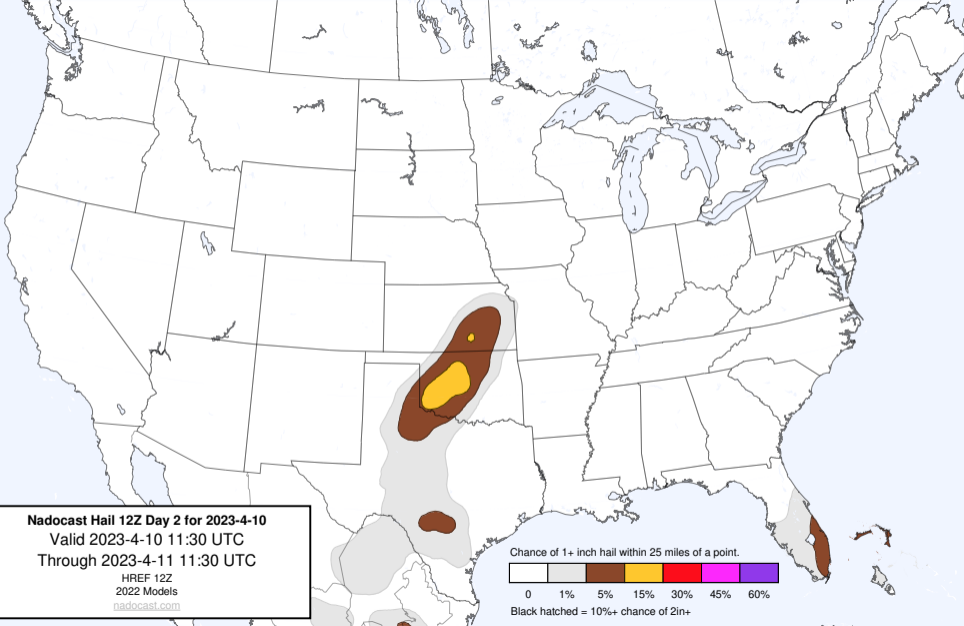 Nadocast Hail 12Z Day 2 for 2023-4-10
Valid 2023-4-10 11:30 UTC
Through 2023-4-11 11:30 UTC
HREF 12Z
2022 Models
nadocast.com
Chance of 1+ inch hail within 25 miles of a point.
0 1% 5% 15% 30% 45% 60%
Black hatched = 10%+ chance of 2in+